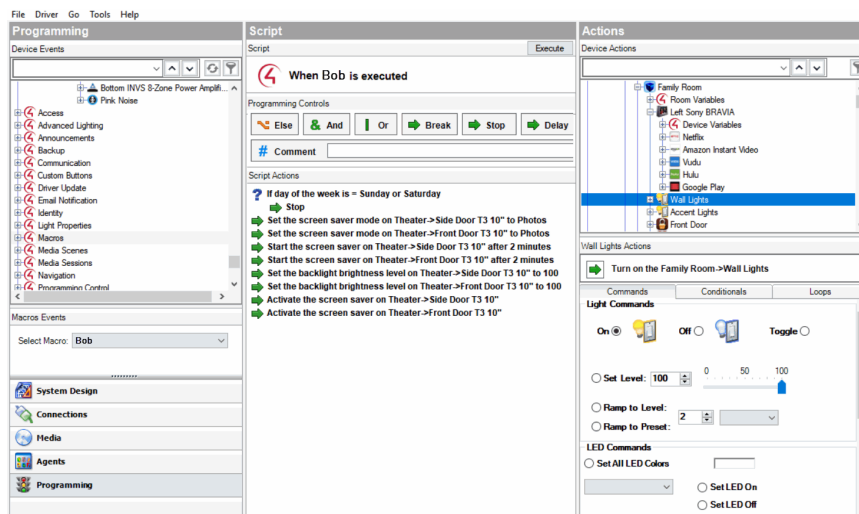 File Driver Go Tools Help
Programming
Device Events
Bottom INVS 8-Zone Power Amplifi...
Pink Noise
Access
Advanced Lighting
Announcements
Backup
Communication
Custom Buttons
Driver Update
Email Notification
Identity
Light Properties
Macros
Media Scenes
Media Sessions
Navigation
Programming Control
Macros Events
Select Macro: Bob
System Design
Connections
Media
Agents
Programming
Script
Script Execute
When Bob is executed
Programming Controls
Else And Or Break Stop Delay
# Comment
Script Actions
? If day of the week is = Sunday or Saturday
Stop
Set the screen saver mode on Theater->Side Door T3 10" to Photos
Set the screen saver mode on Theater->Front Door T3 10" to Photos
Start the screen saver on Theater->Side Door T3 10" after 2 minutes
Start the screen saver on Theater->Front Door T3 10" after 2 minutes
Set the backlight brightness level on Theater->Side Door T3 10" to 100
Set the backlight brightness level on Theater->Front Door T3 10" to 100
Activate the screen saver on Theater->Side Door T3 10"
Activate the screen saver on Theater->Front Door T3 10"
Actions
Device Actions
Family Room
Room Variables
Left Sony BRAVIA
Device Variables
Netflix
Amazon Instant Video
Vudu
Hulu
Google Play
Wall Lights
Accent Lights
Front Door
Wall Lights Actions
Turn on the Family Room->Wall Lights
Commands Conditionals Loops
Light Commands
On Off Toggle
Set Level: 100 0 50 100
Ramp to Level: 2
Ramp to Preset:
LED Commands
Set All LED Colors
Set LED On
Set LED Off